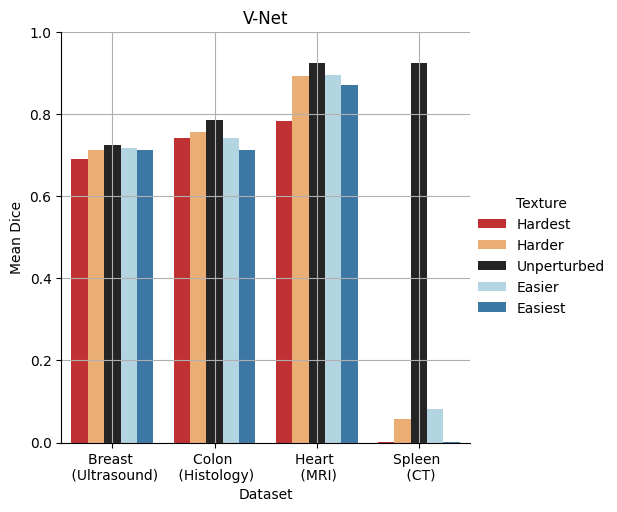 V-Net
1.0
0.8
0.6
0.4
0.2
0.0
Mean Dice
Breast
(Ultrasound)
Colon
(Histology)
Heart
(MRI)
Spleen
(CT)
Dataset
Texture
Hardest
Harder
Unperturbed
Easier
Easiest